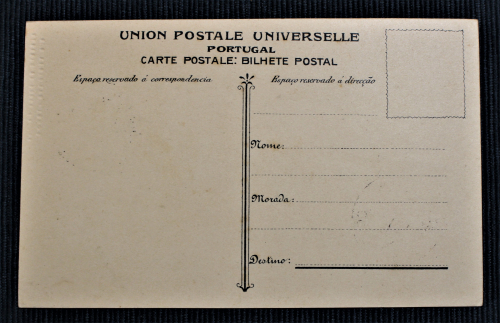 UNION POSTALE UNIVERSELLE
PORTUGAL
CARTE POSTALE: BILHETE POSTAL
Espaço reservado á correspondencia
Espaço reservado á direcção
Nome:
Morada:
Destino: